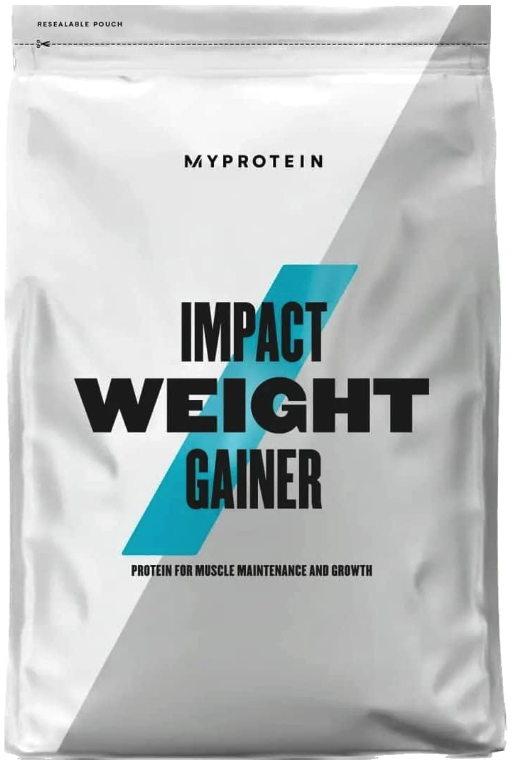 RESEALABLE POUCH
MYPROTEIN
IMPACT
WEIGHT
GAINER
PROTEIN FOR MUSCLE MAINTENANCE AND GROWTH